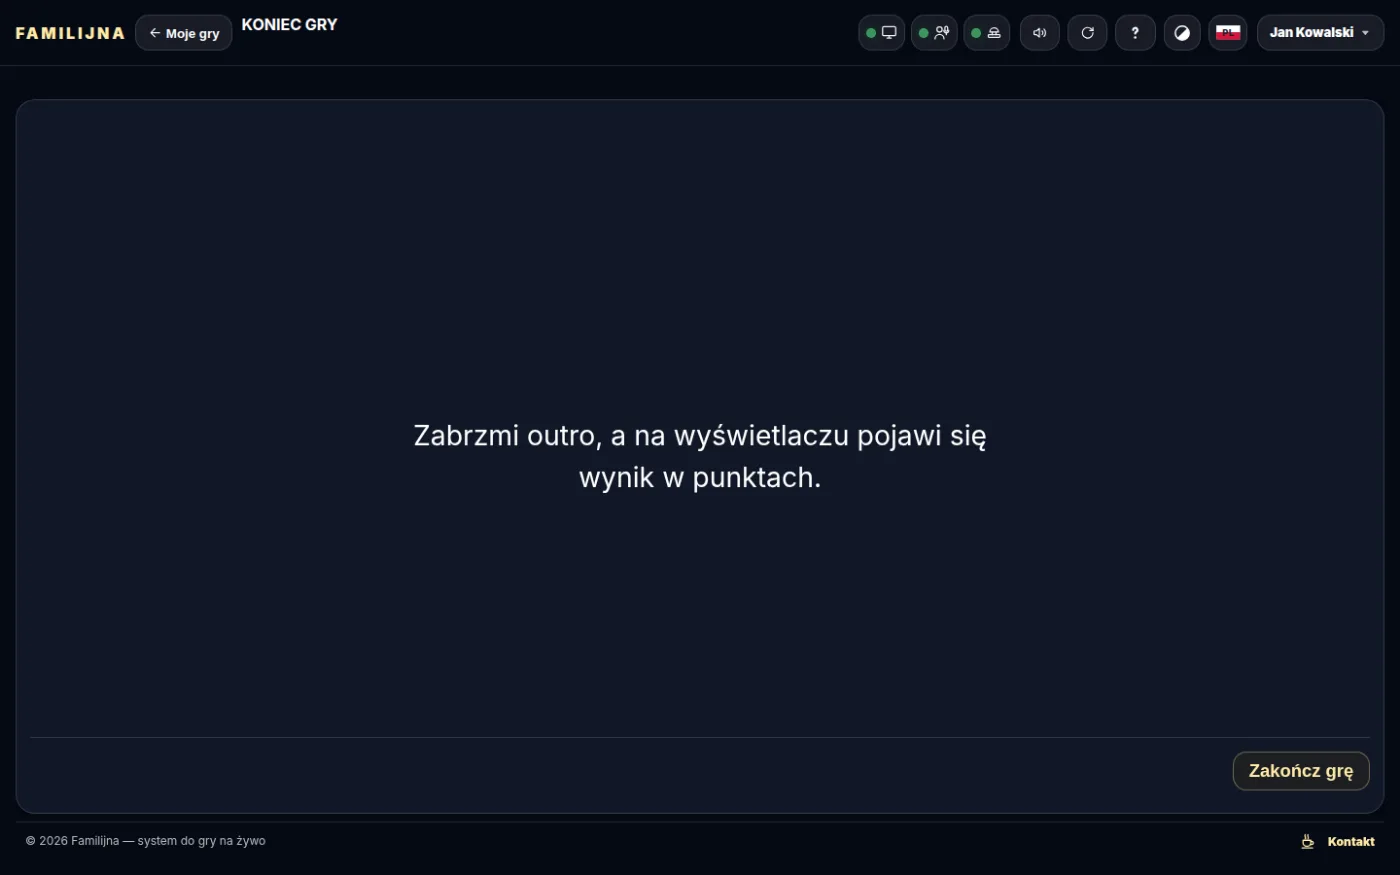 FAMILIJNA
← Moje gry
KONIEC GRY
?
PL
Jan Kowalski
Zabrzmi outro, a na wyświetlaczu pojawi się
wynik w punktach.
Zakończ grę
© 2026 Familijna — system do gry na żywo
Kontakt